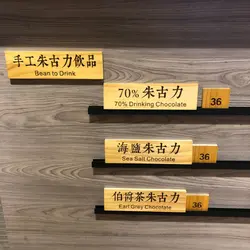 手工朱古力飲品
Bean to Drink
70% 朱古力
70% Drinking Chocolate
36
海鹽朱古力
Sea Salt Chocolate
36
伯爵茶朱古力
Earl Grey Chocolate
36